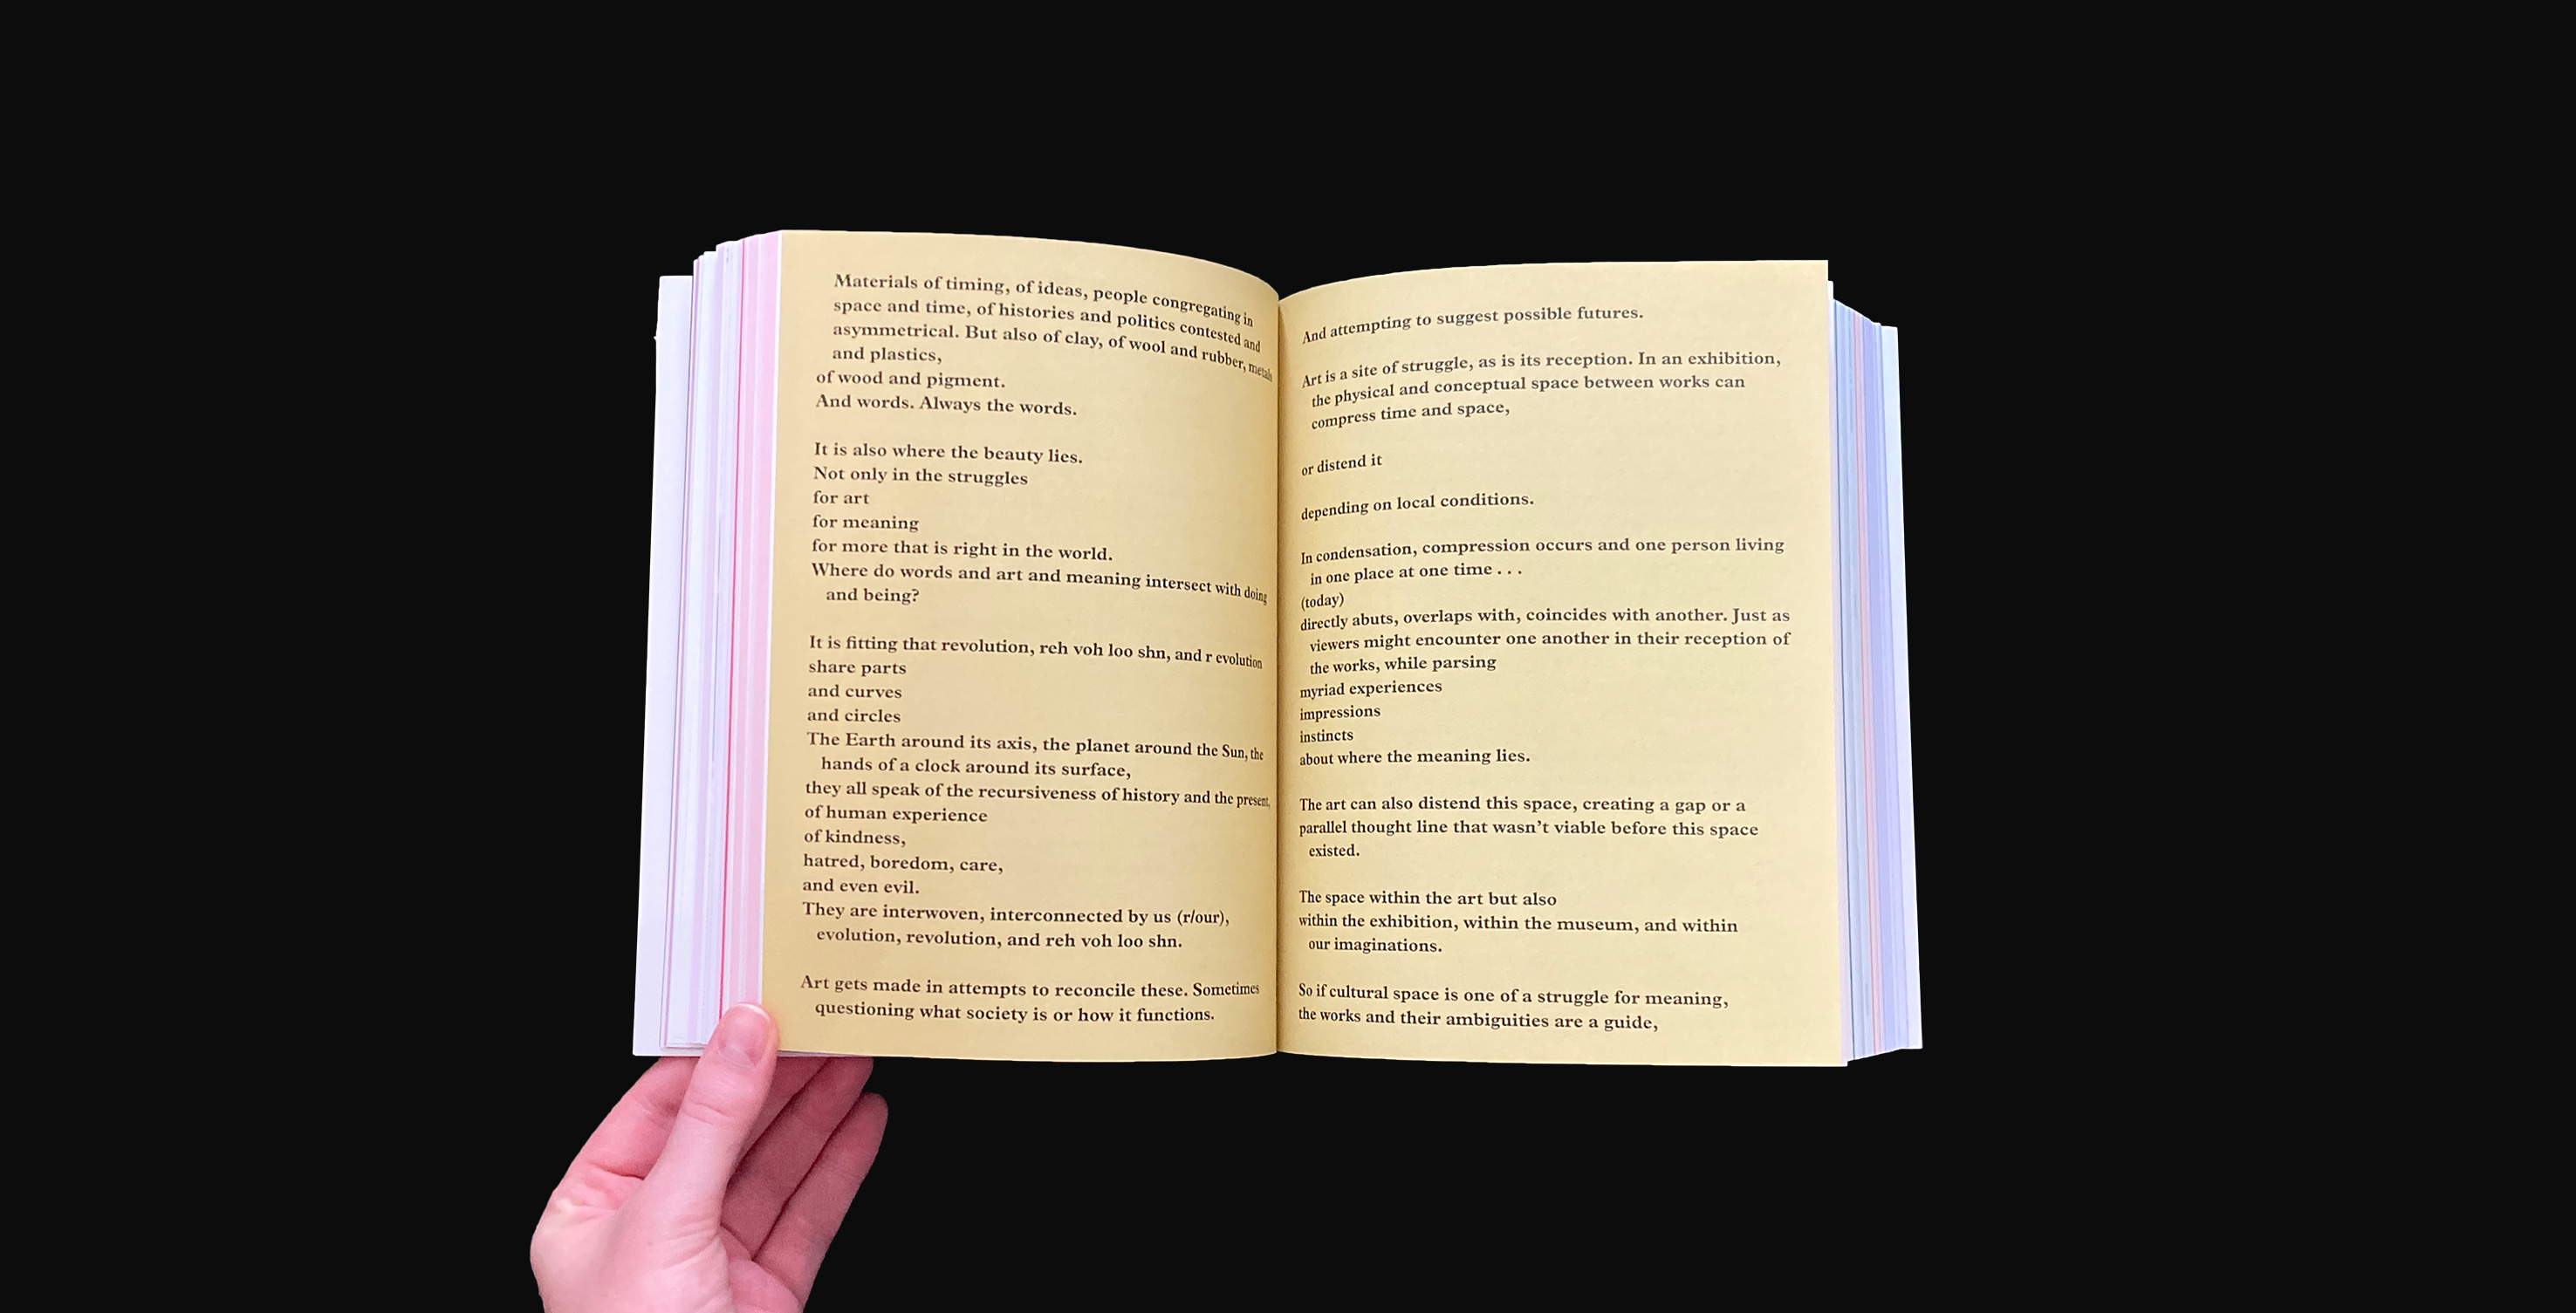 Materials of timing, of ideas, people congregating in
space and time, of histories and politics contested and
asymmetrical. But also of clay, of wool and rubber, metals
and plastics,
of wood and pigment.
And words. Always the words.
It is also where the beauty lies.
Not only in the struggles
for art
for meaning
for more that is right in the world.
Where do words and art and meaning intersect with doing
and being?
It is fitting that revolution, reh voh loo shn, and r evolution
share parts
and curves
and circles
The Earth around its axis, the planet around the Sun, the
hands of a clock around its surface,
they all speak of the recursiveness of history and the present,
of human experience
of kindness,
hatred, boredom, care,
and even evil.
They are interwoven, interconnected by us (r/our),
evolution, revolution, and reh voh loo shn.
Art gets made in attempts to reconcile these. Sometimes
questioning what society is or how it functions.
And attempting to suggest possible futures.
Art is a site of struggle, as is its reception. In an exhibition,
the physical and conceptual space between works can
compress time and space,
or distend it
depending on local conditions.
In condensation, compression occurs and one person living
in one place at one time . . .
(today)
directly abuts, overlaps with, coincides with another. Just as
viewers might encounter one another in their reception of
the works, while parsing
myriad experiences
impressions
instincts
about where the meaning lies.
The art can also distend this space, creating a gap or a
parallel thought line that wasn’t viable before this space
existed.
The space within the art but also
within the exhibition, within the museum, and within
our imaginations.
So if cultural space is one of a struggle for meaning,
the works and their ambiguities are a guide,